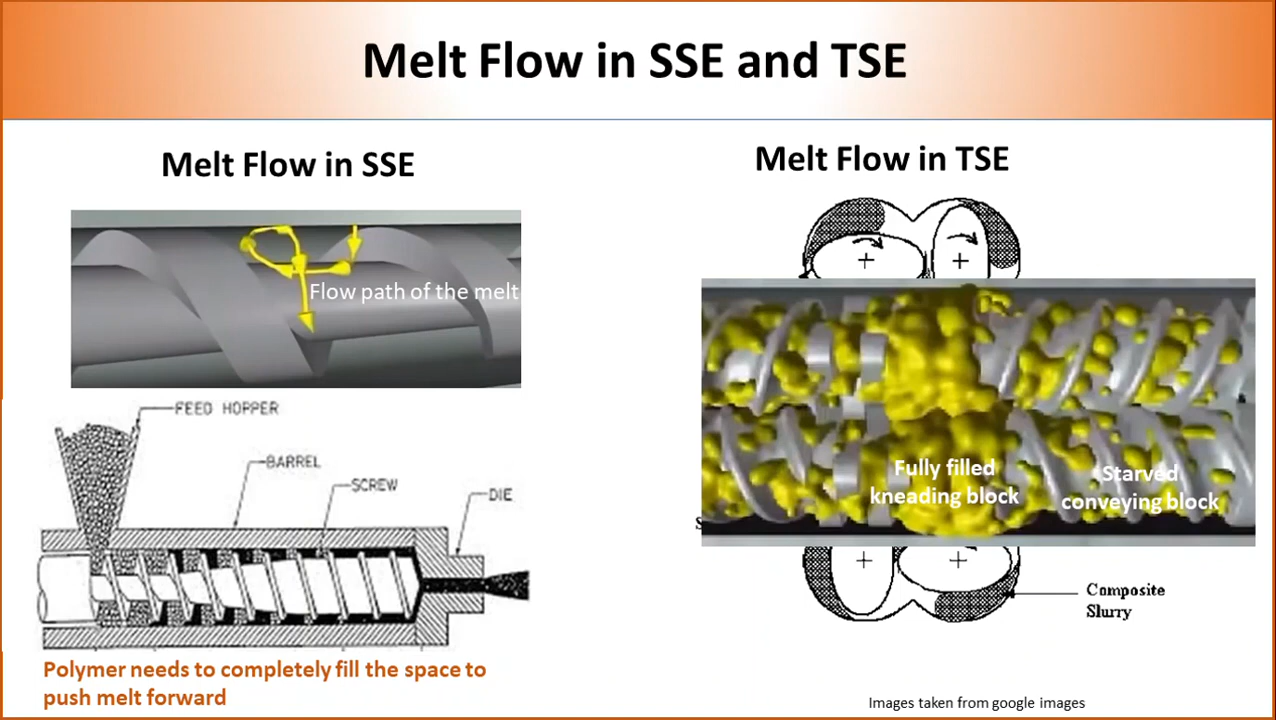 Melt Flow in SSE and TSE
Melt Flow in SSE
Flow path of the melt
FEED HOPPER
BARREL
SCREW
DIE
Polymer needs to completely fill the space to
push melt forward
Melt Flow in TSE
Fully filled
kneading block
Starved
conveying block
Composite
Slurry
Images taken from google images